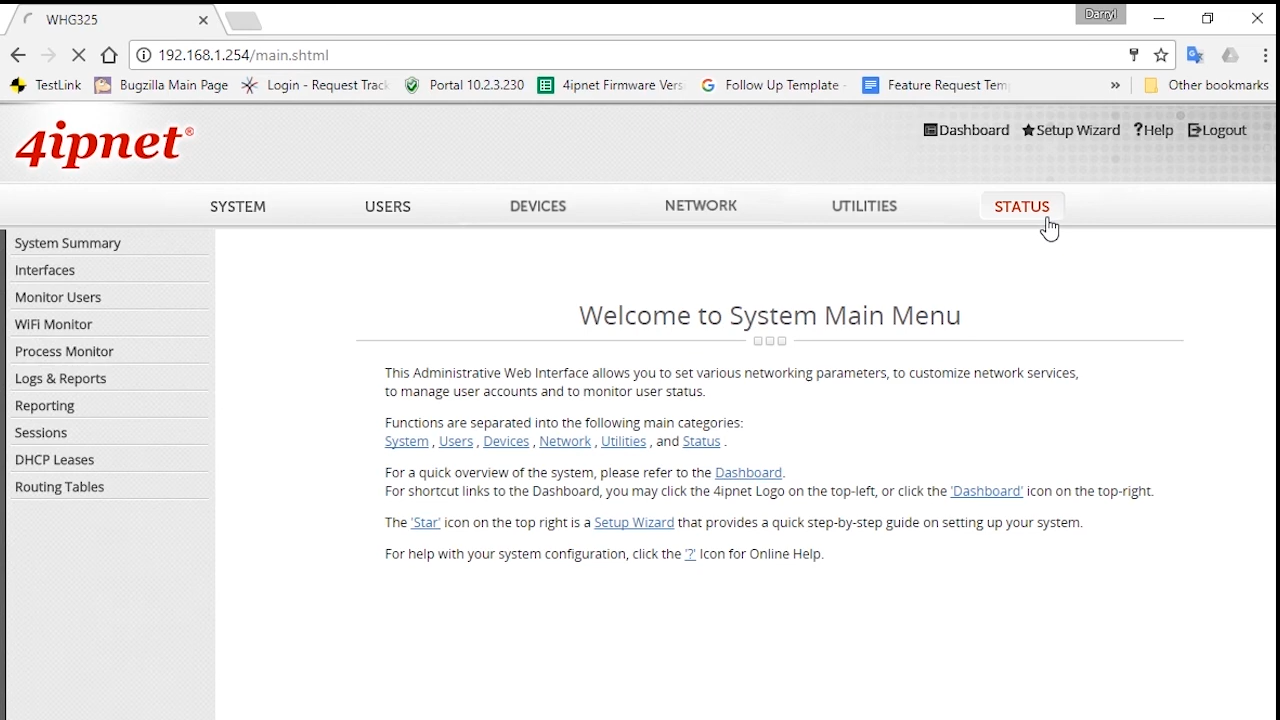 WHG325
Darryl
192.168.1.254/main.shtml
TestLink
Bugzilla Main Page
Login - Request Track
Portal 10.2.3.230
4ipnet Firmware Vers
Follow Up Template -
Feature Request Temp
»
Other bookmarks
4ipnet®
Dashboard
Setup Wizard
?Help
Logout
SYSTEM
USERS
DEVICES
NETWORK
UTILITIES
STATUS
System Summary
Interfaces
Monitor Users
WiFi Monitor
Process Monitor
Logs & Reports
Reporting
Sessions
DHCP Leases
Routing Tables
Welcome to System Main Menu
This Administrative Web Interface allows you to set various networking parameters, to customize network services,
to manage user accounts and to monitor user status.
Functions are separated into the following main categories:
System , Users , Devices , Network , Utilities , and Status .
For a quick overview of the system, please refer to the Dashboard.
For shortcut links to the Dashboard, you may click the 4ipnet Logo on the top-left, or click the 'Dashboard' icon on the top-right.
The 'Star' icon on the top right is a Setup Wizard that provides a quick step-by-step guide on setting up your system.
For help with your system configuration, click the '?' Icon for Online Help.